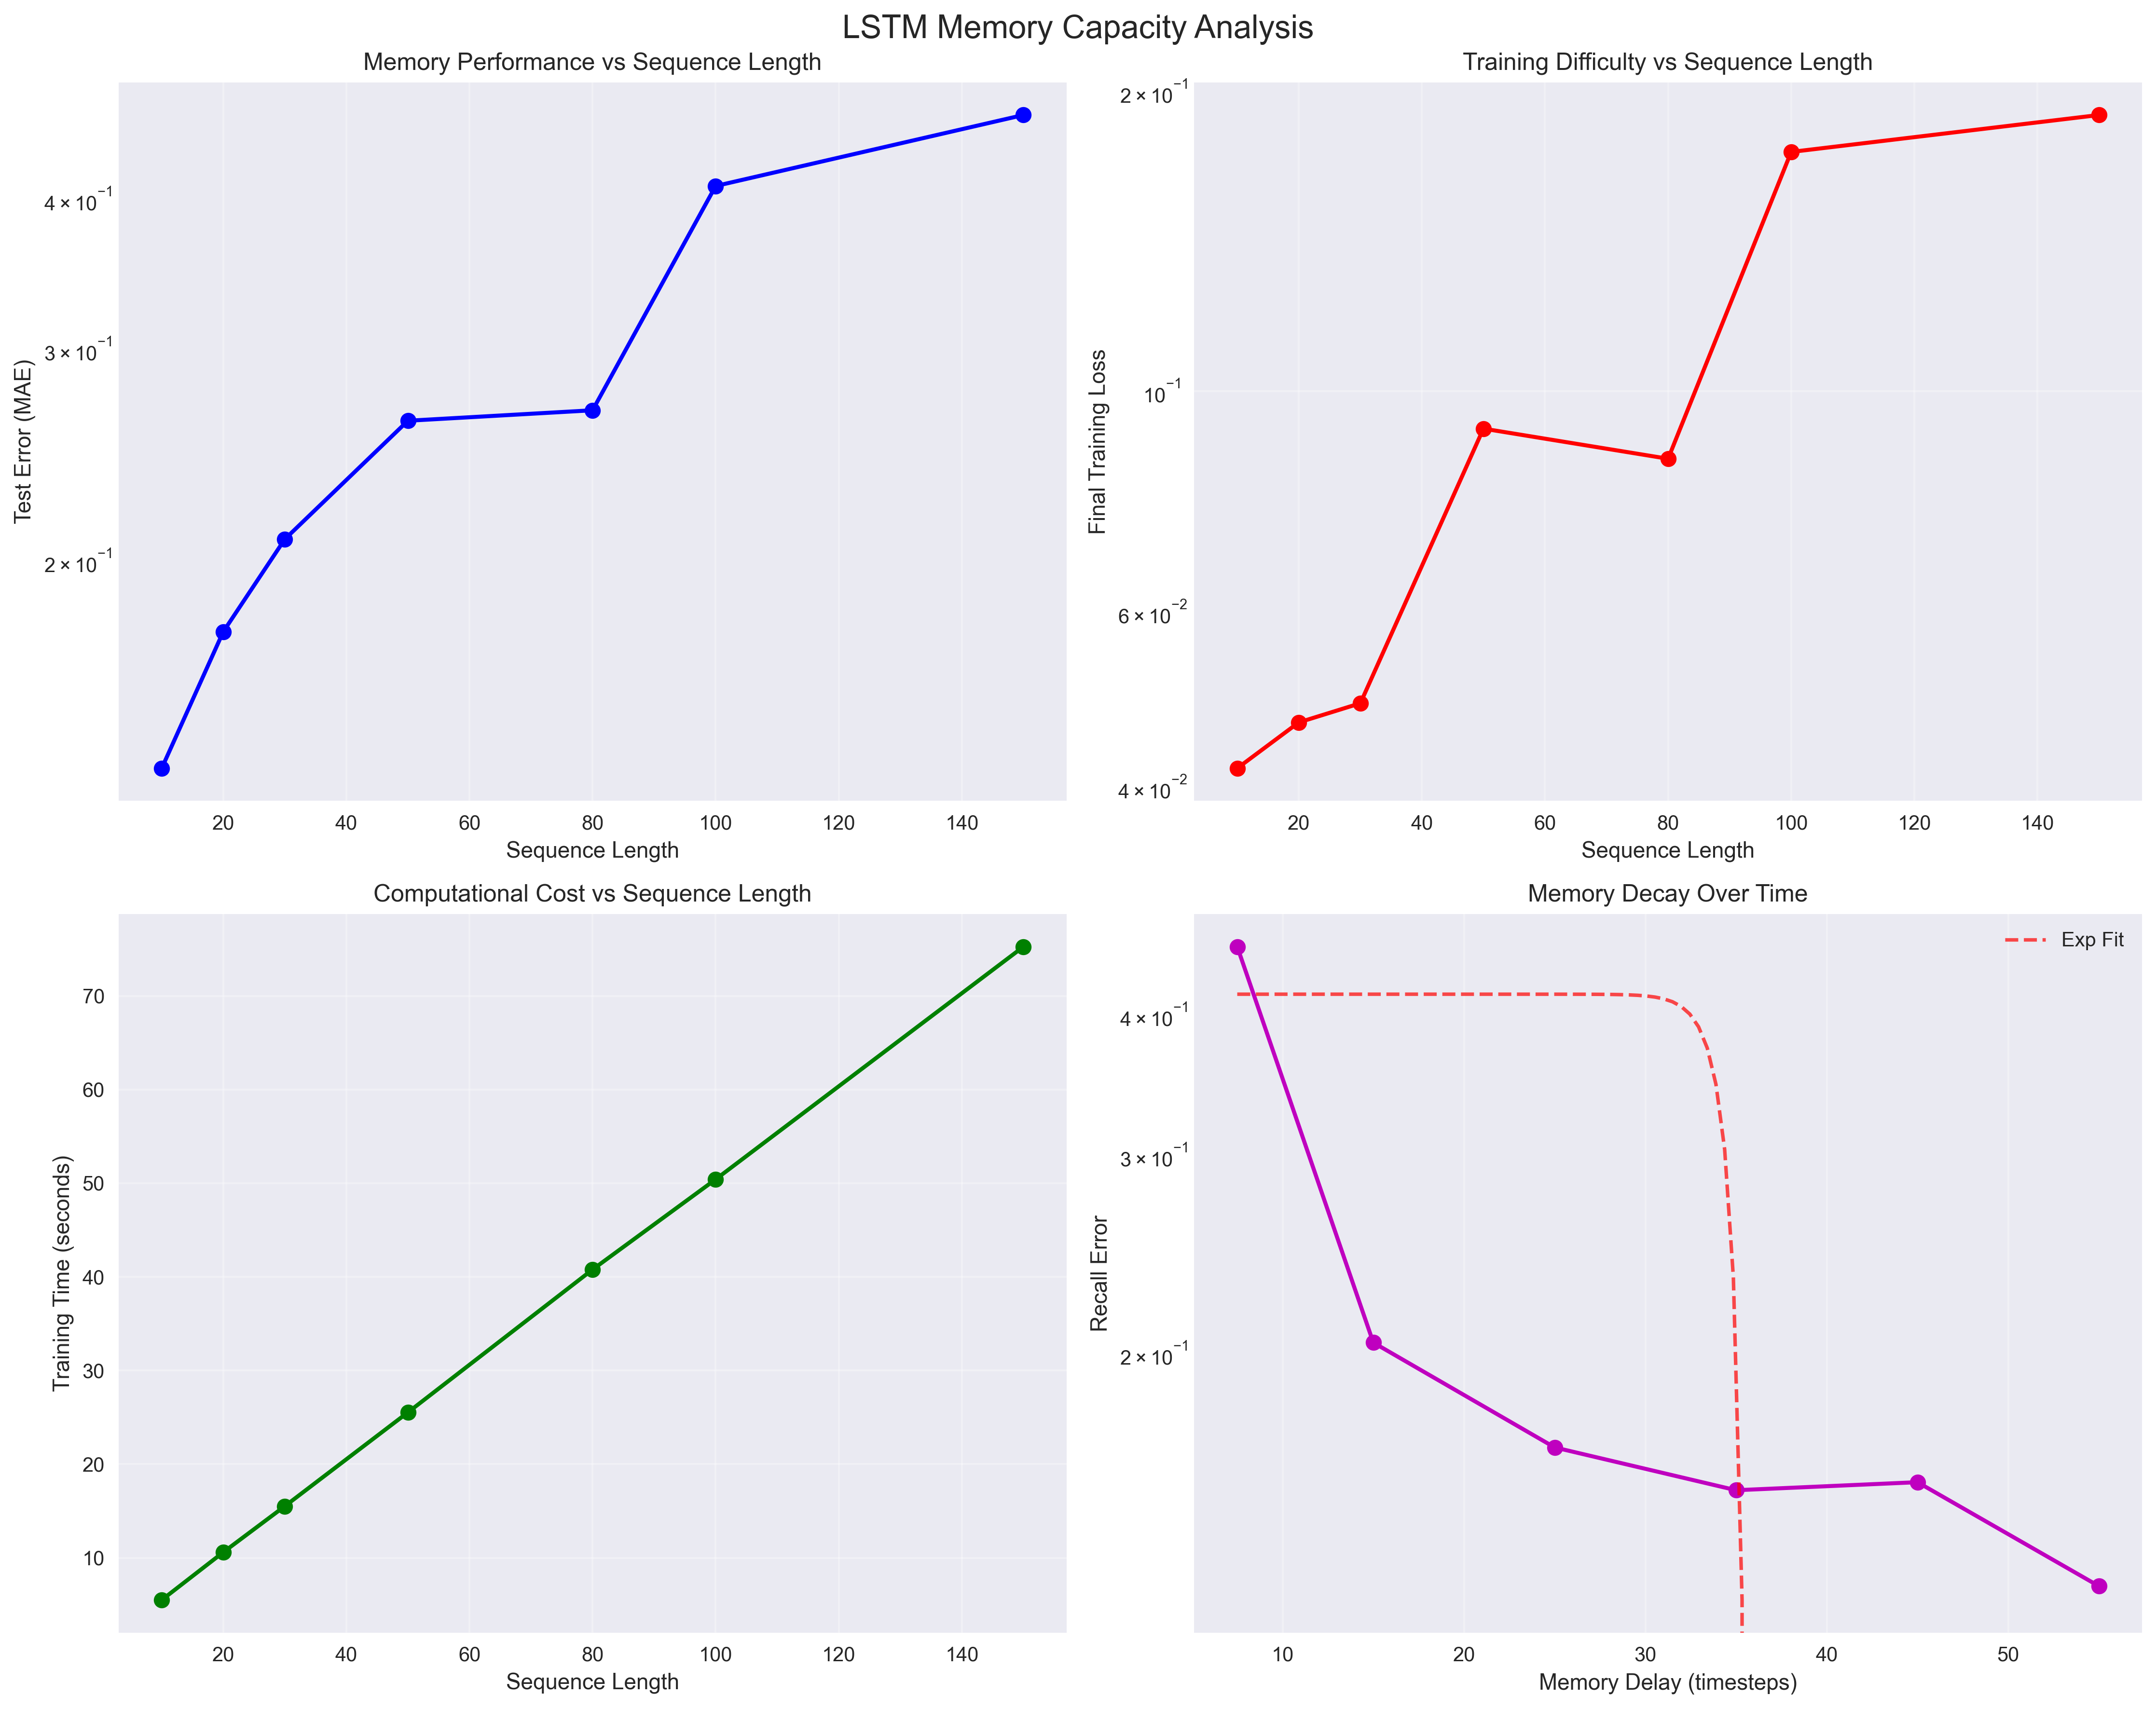 LSTM Memory Capacity Analysis
Memory Performance vs Sequence Length
Test Error (MAE)
4 × 10⁻¹
3 × 10⁻¹
2 × 10⁻¹
20 40 60 80 100 120 140
Sequence Length
Training Difficulty vs Sequence Length
Final Training Loss
2 × 10⁻¹
10⁻¹
6 × 10⁻²
4 × 10⁻²
20 40 60 80 100 120 140
Sequence Length
Computational Cost vs Sequence Length
Training Time (seconds)
70
60
50
40
30
20
10
20 40 60 80 100 120 140
Sequence Length
Memory Decay Over Time
Exp Fit
Recall Error
4 × 10⁻¹
3 × 10⁻¹
2 × 10⁻¹
10 20 30 40 50
Memory Delay (timesteps)